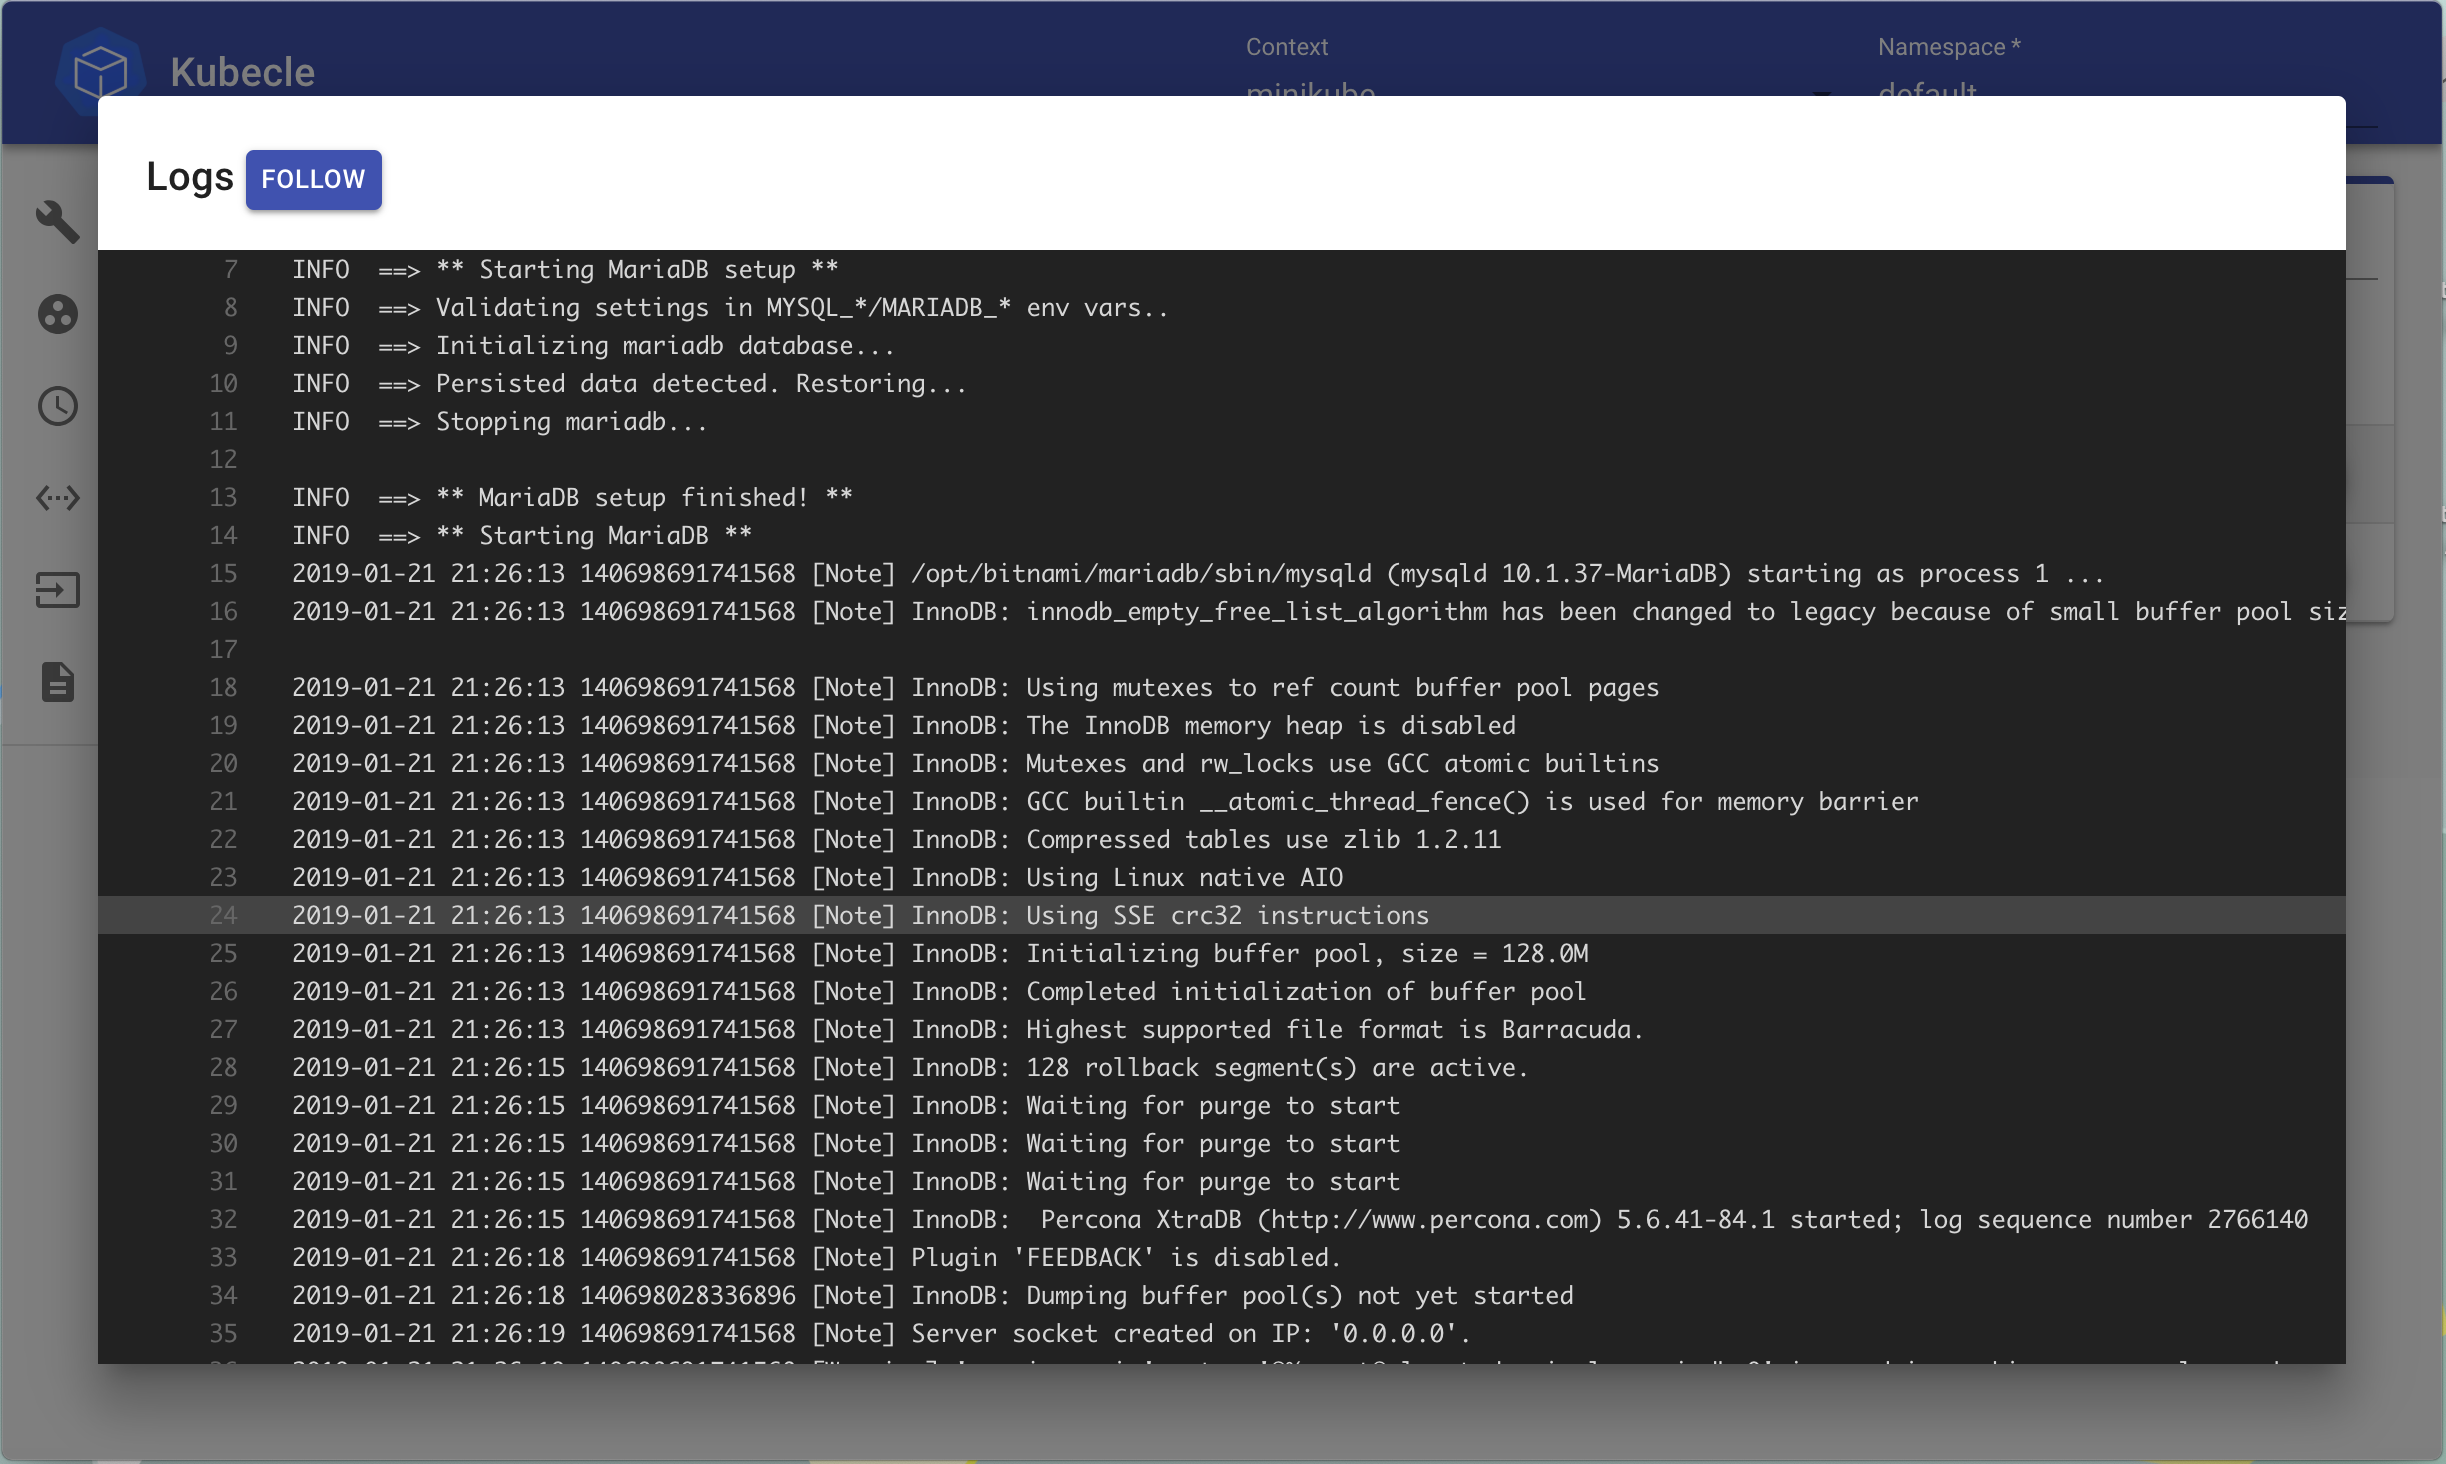 Kubecle
Context
Namespace *
minikube
default
Logs FOLLOW
7 INFO ==> ** Starting MariaDB setup **
8 INFO ==> Validating settings in MYSQL_*/MARIADB_* env vars..
9 INFO ==> Initializing mariadb database...
10 INFO ==> Persisted data detected. Restoring...
11 INFO ==> Stopping mariadb...
12
13 INFO ==> ** MariaDB setup finished! **
14 INFO ==> ** Starting MariaDB **
15 2019-01-21 21:26:13 140698691741568 [Note] /opt/bitnami/mariadb/sbin/mysqld (mysqld 10.1.37-MariaDB) starting as process 1 ...
16 2019-01-21 21:26:13 140698691741568 [Note] InnoDB: innodb_empty_free_list_algorithm has been changed to legacy because of small buffer pool siz
17
18 2019-01-21 21:26:13 140698691741568 [Note] InnoDB: Using mutexes to ref count buffer pool pages
19 2019-01-21 21:26:13 140698691741568 [Note] InnoDB: The InnoDB memory heap is disabled
20 2019-01-21 21:26:13 140698691741568 [Note] InnoDB: Mutexes and rw_locks use GCC atomic builtins
21 2019-01-21 21:26:13 140698691741568 [Note] InnoDB: GCC builtin __atomic_thread_fence() is used for memory barrier
22 2019-01-21 21:26:13 140698691741568 [Note] InnoDB: Compressed tables use zlib 1.2.11
23 2019-01-21 21:26:13 140698691741568 [Note] InnoDB: Using Linux native AIO
24 2019-01-21 21:26:13 140698691741568 [Note] InnoDB: Using SSE crc32 instructions
25 2019-01-21 21:26:13 140698691741568 [Note] InnoDB: Initializing buffer pool, size = 128.0M
26 2019-01-21 21:26:13 140698691741568 [Note] InnoDB: Completed initialization of buffer pool
27 2019-01-21 21:26:13 140698691741568 [Note] InnoDB: Highest supported file format is Barracuda.
28 2019-01-21 21:26:15 140698691741568 [Note] InnoDB: 128 rollback segment(s) are active.
29 2019-01-21 21:26:15 140698691741568 [Note] InnoDB: Waiting for purge to start
30 2019-01-21 21:26:15 140698691741568 [Note] InnoDB: Waiting for purge to start
31 2019-01-21 21:26:15 140698691741568 [Note] InnoDB: Waiting for purge to start
32 2019-01-21 21:26:15 140698691741568 [Note] InnoDB:  Percona XtraDB (http://www.percona.com) 5.6.41-84.1 started; log sequence number 2766140
33 2019-01-21 21:26:18 140698691741568 [Note] Plugin 'FEEDBACK' is disabled.
34 2019-01-21 21:26:18 140698028336896 [Note] InnoDB: Dumping buffer pool(s) not yet started
35 2019-01-21 21:26:19 140698691741568 [Note] Server socket created on IP: '0.0.0.0'.